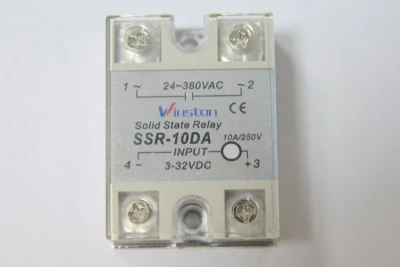 24~380VAC
1 ~ ~ 2
Winston CE
Solid State Relay
SSR-10DA 10A/250V
INPUT
4 - + 3
3-32VDC